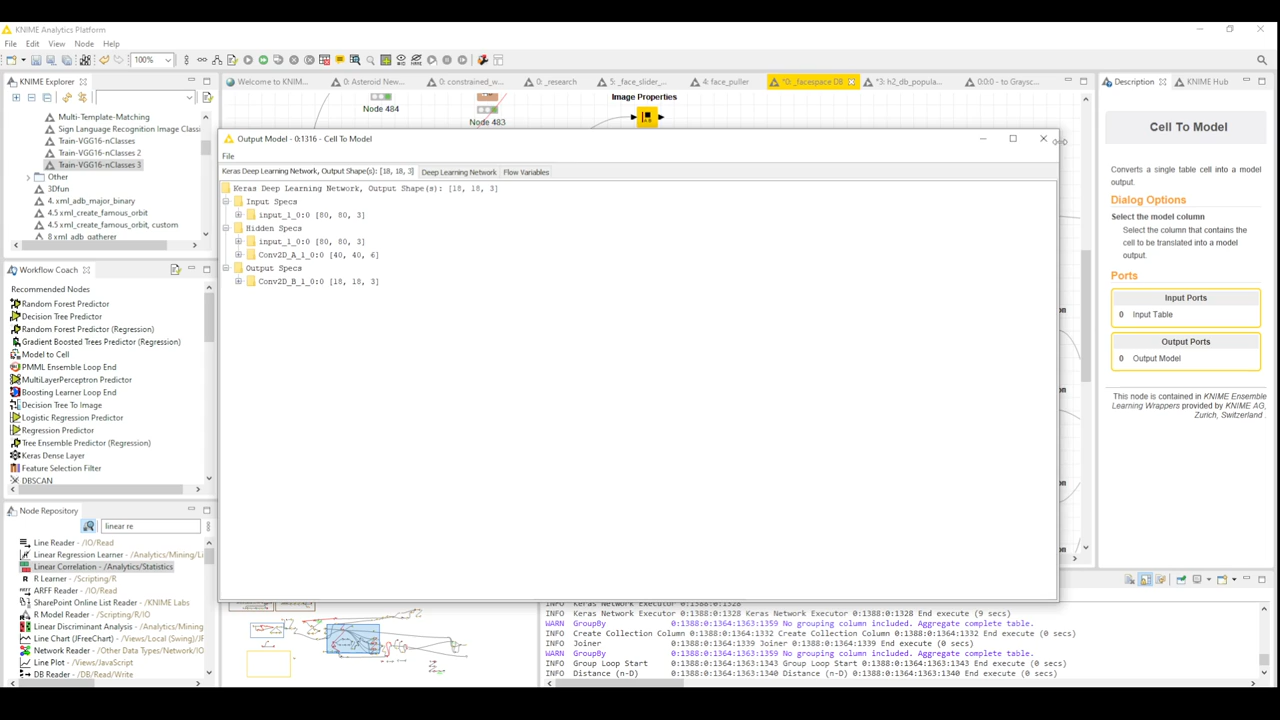 KNIME Analytics Platform
File Edit View Node Help
100%
KNIME Explorer
Multi-Template-Matching
Sign Language Recognition Image Classi
Train-VGG16-nClasses
Train-VGG16-nClasses 2
Train-VGG16-nClasses 3
Other
3Dfun
4. xml_adb_major_binary
4.5 xml_create_famous_orbit
4.5 xml_create_famous_orbit, custom
8 xml_adb_gatherer
Workflow Coach
Recommended Nodes
Random Forest Predictor
Decision Tree Predictor
Random Forest Predictor (Regression)
Gradient Boosted Trees Predictor (Regression)
Model to Cell
PMML Ensemble Loop End
MultiLayerPerceptron Predictor
Boosting Learner Loop End
Decision Tree To Image
Logistic Regression Predictor
Regression Predictor
Tree Ensemble Predictor (Regression)
Keras Dense Layer
Feature Selection Filter
DBSCAN
Node Repository
linear re
Line Reader - /IO/Read
Linear Regression Learner - /Analytics/Mining/Li
Linear Correlation - /Analytics/Statistics
R Learner - /Scripting/R
ARFF Reader - /IO/Read
SharePoint Online List Reader - /KNIME Labs
R Model Reader - /Scripting/R/IO
Linear Discriminant Analysis - /Analytics/Mining
Line Chart (JFreeChart) - /Views/Local (Swing)/JF
Network Reader - /Other Data Types/Network/IO
Line Plot - /Views/JavaScript
DB Reader - /DB/Read/Write
Welcome to KNIM...
0: Asteroid New...
0: constrained_w...
0: _research
5: _face_slider_...
4: face_puller
*0: _facespace DB
*3: h2_db_popula...
0:0:0 - to Graysc...
Node 484
Node 483
Image Properties
Output Model - 0:1316 - Cell To Model
File
Keras Deep Learning Network, Output Shape(s): [18, 18, 3] Deep Learning Network Flow Variables
Keras Deep Learning Network, Output Shape(s): [18, 18, 3]
Input Specs
input_1_0:0 [80, 80, 3]
Hidden Specs
input_1_0:0 [80, 80, 3]
Conv2D_A_1_0:0 [40, 40, 6]
Output Specs
Conv2D_B_1_0:0 [18, 18, 3]
INFO Keras Network Executor 0:1388:0:1328
INFO Keras Network Executor 0:1388:0:1328 Keras Network Executor 0:1388:0:1328 End execute (9 secs)
WARN GroupBy 0:1388:0:1364:1363:1359 No grouping column included. Aggregate complete table.
INFO Create Collection Column 0:1388:0:1364:1332 Create Collection Column 0:1388:0:1364:1332 End execute (0 secs)
INFO Joiner 0:1388:0:1364:1339 Joiner 0:1388:0:1364:1339 End execute (0 secs)
WARN GroupBy 0:1388:0:1364:1363:1359 No grouping column included. Aggregate complete table.
INFO Group Loop Start 0:1388:0:1364:1363:1343 Group Loop Start 0:1388:0:1364:1363:1343 End execute (0 secs)
INFO Distance (n-D) 0:1388:0:1364:1363:1340 Distance (n-D) 0:1388:0:1364:1363:1340 End execute (0 secs)
Description
KNIME Hub
Cell To Model
Converts a single table cell into a model
output.
Dialog Options
Select the model column
Select the column that contains the
cell to be translated into a model
output.
Ports
Input Ports
0 Input Table
Output Ports
0 Output Model
This node is contained in KNIME Ensemble
Learning Wrappers provided by KNIME AG,
Zurich, Switzerland .